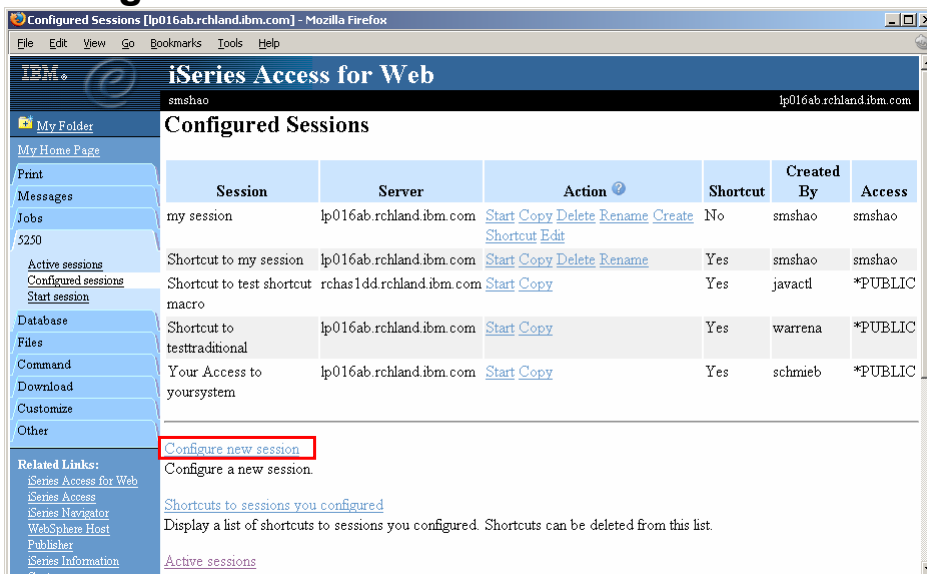 Configured Sessions [lp016ab.rchland.ibm.com] - Mozilla Firefox
File Edit View Go Bookmarks Tools Help
IBM®
iSeries Access for Web
smshao lp016ab.rchland.ibm.com
My Folder
My Home Page
Print
Messages
Jobs
5250
Active sessions
Configured sessions
Start session
Database
Files
Command
Download
Customize
Other
Related Links:
iSeries Access for Web
iSeries Access
iSeries Navigator
WebSphere Host
Publisher
iSeries Information
Configured Sessions
Session Server Action Shortcut Created By Access
my session lp016ab.rchland.ibm.com Start Copy Delete Rename Create Shortcut Edit No smshao smshao
Shortcut to my session lp016ab.rchland.ibm.com Start Copy Delete Rename Yes smshao smshao
Shortcut to test shortcut macro rchas1dd.rchland.ibm.com Start Copy Yes javactl *PUBLIC
Shortcut to testtraditional lp016ab.rchland.ibm.com Start Copy Yes warrena *PUBLIC
Your Access to yoursystem lp016ab.rchland.ibm.com Start Copy Yes schmieb *PUBLIC
Configure new session
Configure a new session.
Shortcuts to sessions you configured
Display a list of shortcuts to sessions you configured. Shortcuts can be deleted from this list.
Active sessions